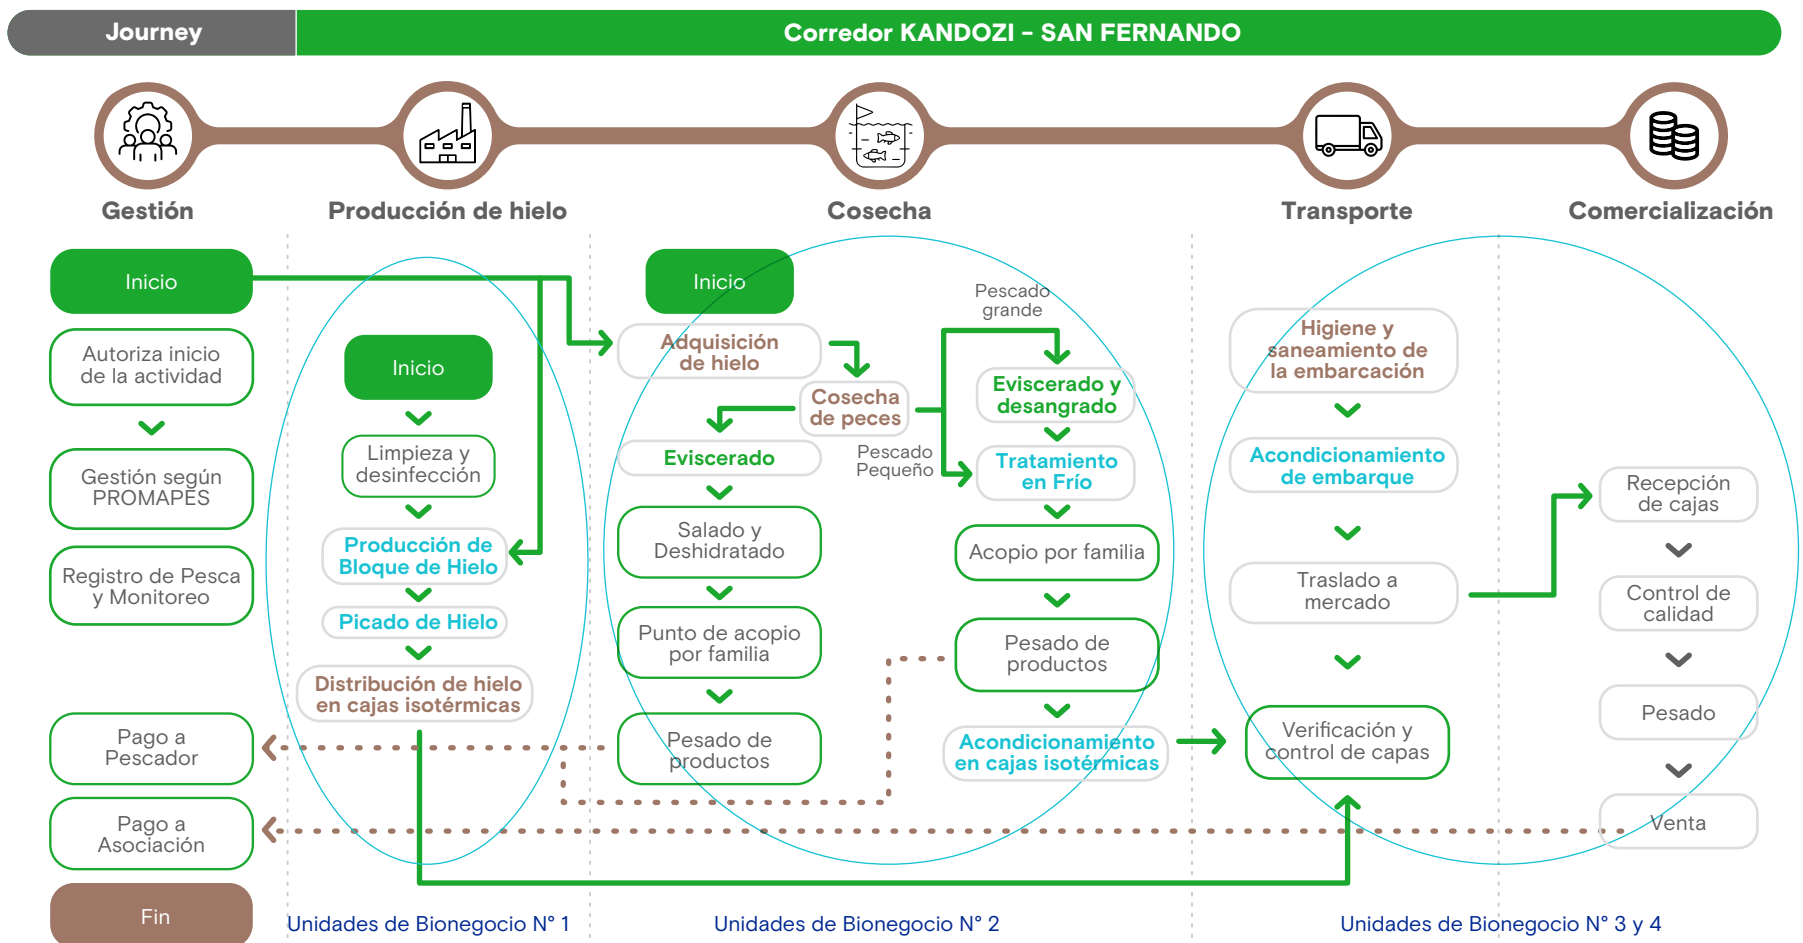 Journey
Corredor KANDOZI - SAN FERNANDO
Gestión
Producción de hielo
Cosecha
Transporte
Comercialización
Inicio
Autoriza inicio
de la actividad
Gestión según
PROMAPES
Registro de Pesca
y Monitoreo
Pago a
Pescador
Pago a
Asociación
Fin
Inicio
Limpieza y
desinfección
Producción de
Bloque de Hielo
Picado de Hielo
Distribución de hielo
en cajas isotérmicas
Inicio
Adquisición
de hielo
Cosecha
de peces
Eviscerado
Salado y
Deshidratado
Punto de acopio
por familia
Pesado de
productos
Pescado
grande
Pescado
Pequeño
Eviscerado y
desangrado
Tratamiento
en Frío
Acopio por familia
Pesado de
productos
Acondicionamiento
en cajas isotérmicas
Higiene y
saneamiento de
la embarcación
Acondicionamiento
de embarque
Traslado a
mercado
Verificación y
control de capas
Recepción
de cajas
Control de
calidad
Pesado
Venta
Unidades de Bionegocio N° 1
Unidades de Bionegocio N° 2
Unidades de Bionegocio N° 3 y 4